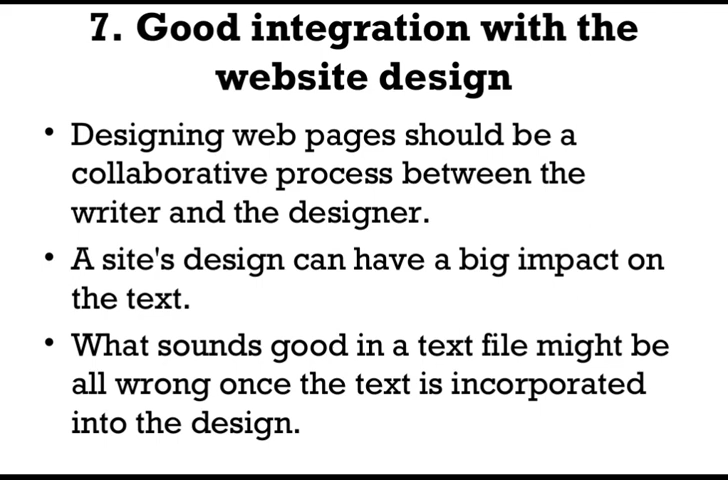 7. Good integration with the
website design
• Designing web pages should be a
collaborative process between the
writer and the designer.
• A site's design can have a big impact on
the text.
• What sounds good in a text file might be
all wrong once the text is incorporated
into the design.